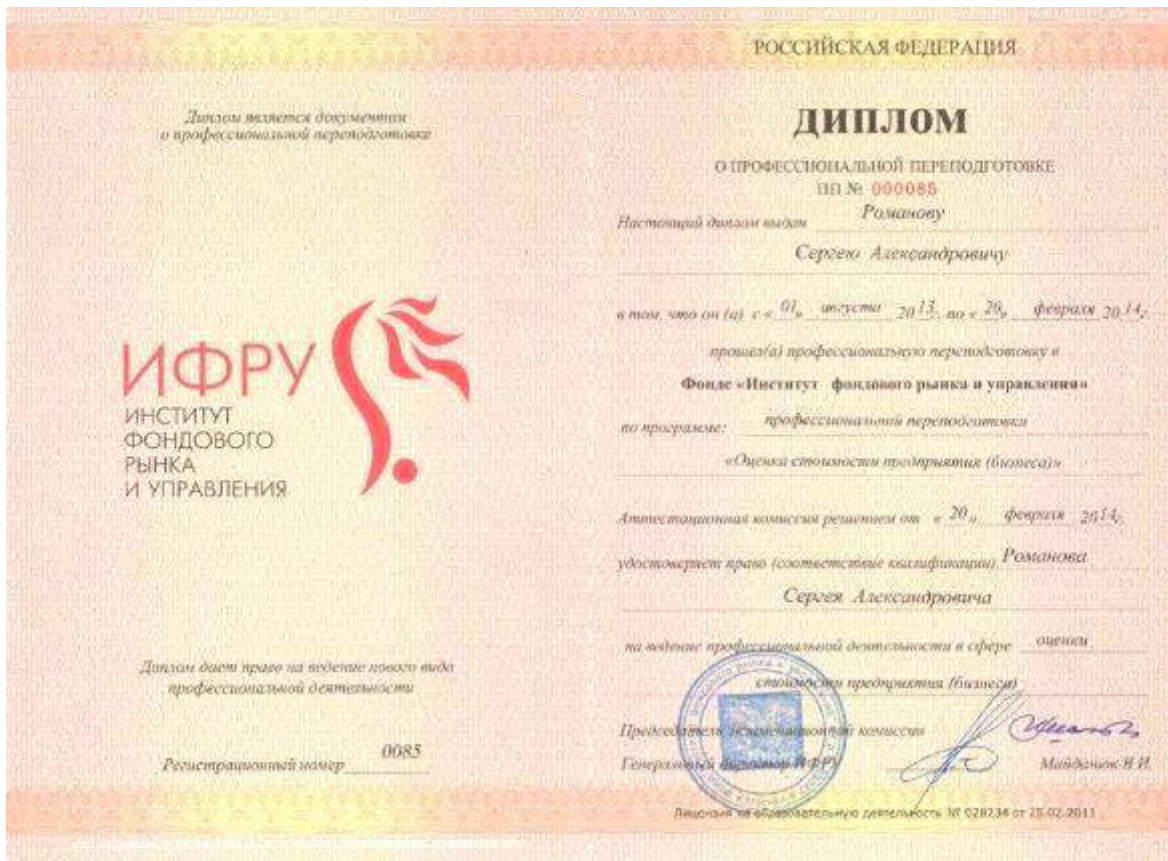 Диплом является документом
о профессиональной переподготовке
ИФРУ
ИНСТИТУТ
ФОНДОВОГО
РЫНКА
И УПРАВЛЕНИЯ
Диплом дает право на ведение нового вида
профессиональной деятельности
Регистрационный номер 0085
РОССИЙСКАЯ ФЕДЕРАЦИЯ
ДИПЛОМ
О ПРОФЕССИОНАЛЬНОЙ ПЕРЕПОДГОТОВКЕ
ПП № 000085
Настоящий диплом выдан Романову
Сергею Александровичу
в том, что он (а) с « 01 » августа 2013 г. по « 20 » февраля 2014 г.
прошел(а) профессиональную переподготовку в
Фонде «Институт фондового рынка и управления»
по программе: профессиональной переподготовки
«Оценка стоимости предприятия (бизнеса)»
Аттестационная комиссия решением от « 20 » февраля 2014 г.
удостоверяет право (соответствие квалификации) Романова
Сергея Александровича
на ведение профессиональной деятельности в сфере оценки
стоимости предприятия (бизнеса)
Председатель экзаменационной комиссии
Генеральный директор ИФРУ Майданюк В.И.
Лицензия на образовательную деятельность № 028234 от 25.02.2011